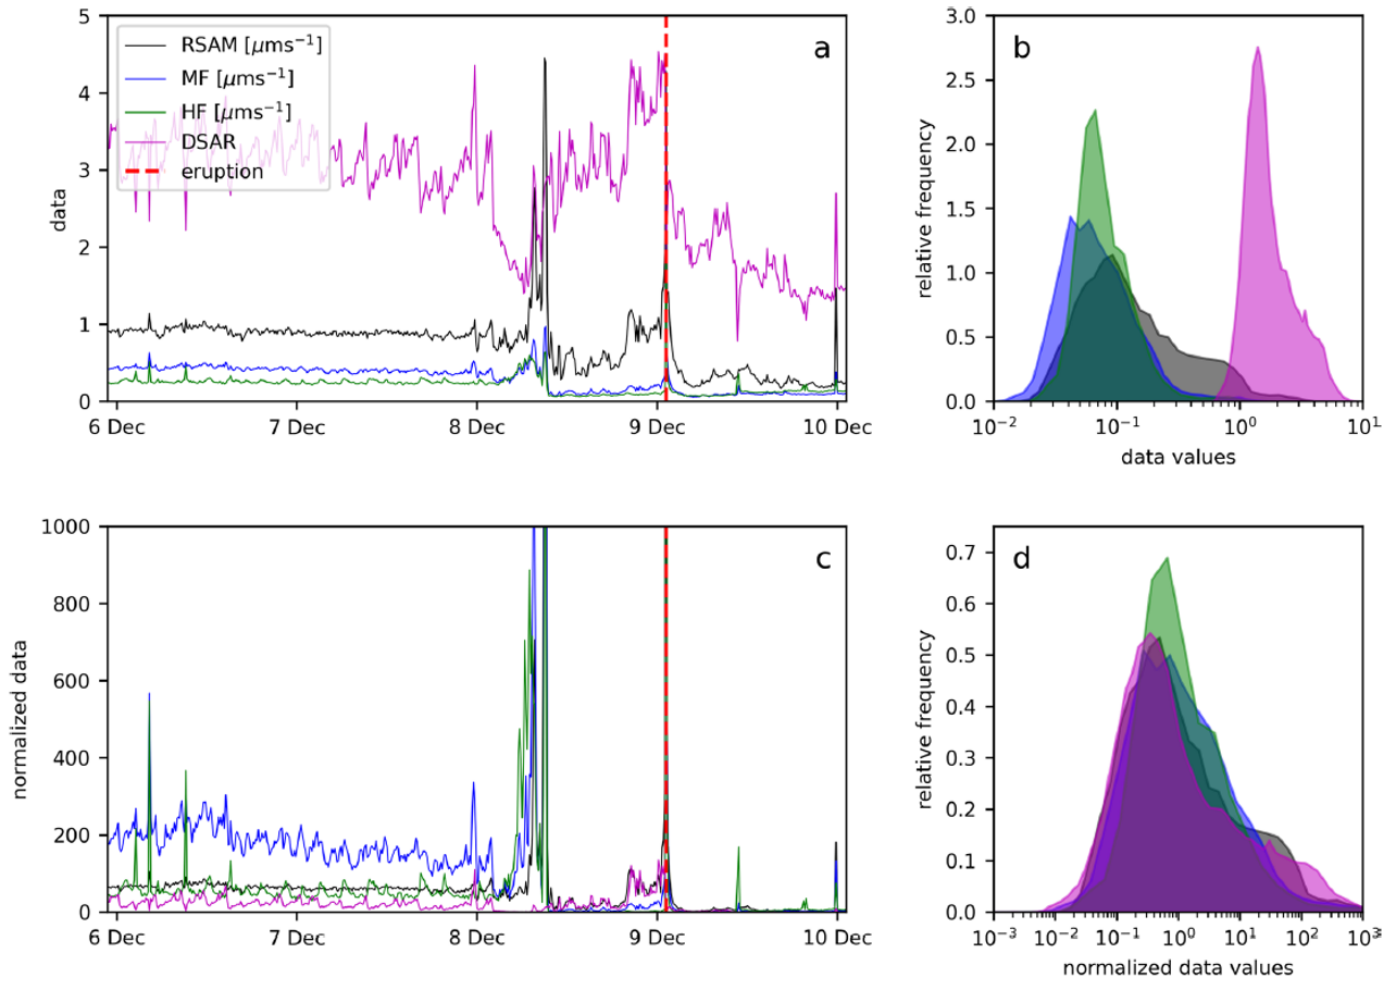 5
4
3
2
1
0
data
RSAM [μms⁻¹]
MF [μms⁻¹]
HF [μms⁻¹]
DSAR
eruption
a
6 Dec
7 Dec
8 Dec
9 Dec
10 Dec
3.0
2.5
2.0
1.5
1.0
0.5
0.0
relative frequency
b
10⁻²
10⁻¹
10⁰
10¹
data values
1000
800
600
400
200
0
normalized data
c
6 Dec
7 Dec
8 Dec
9 Dec
10 Dec
0.7
0.6
0.5
0.4
0.3
0.2
0.1
0.0
relative frequency
d
10⁻³
10⁻²
10⁻¹
10⁰
10¹
10²
10³
normalized data values